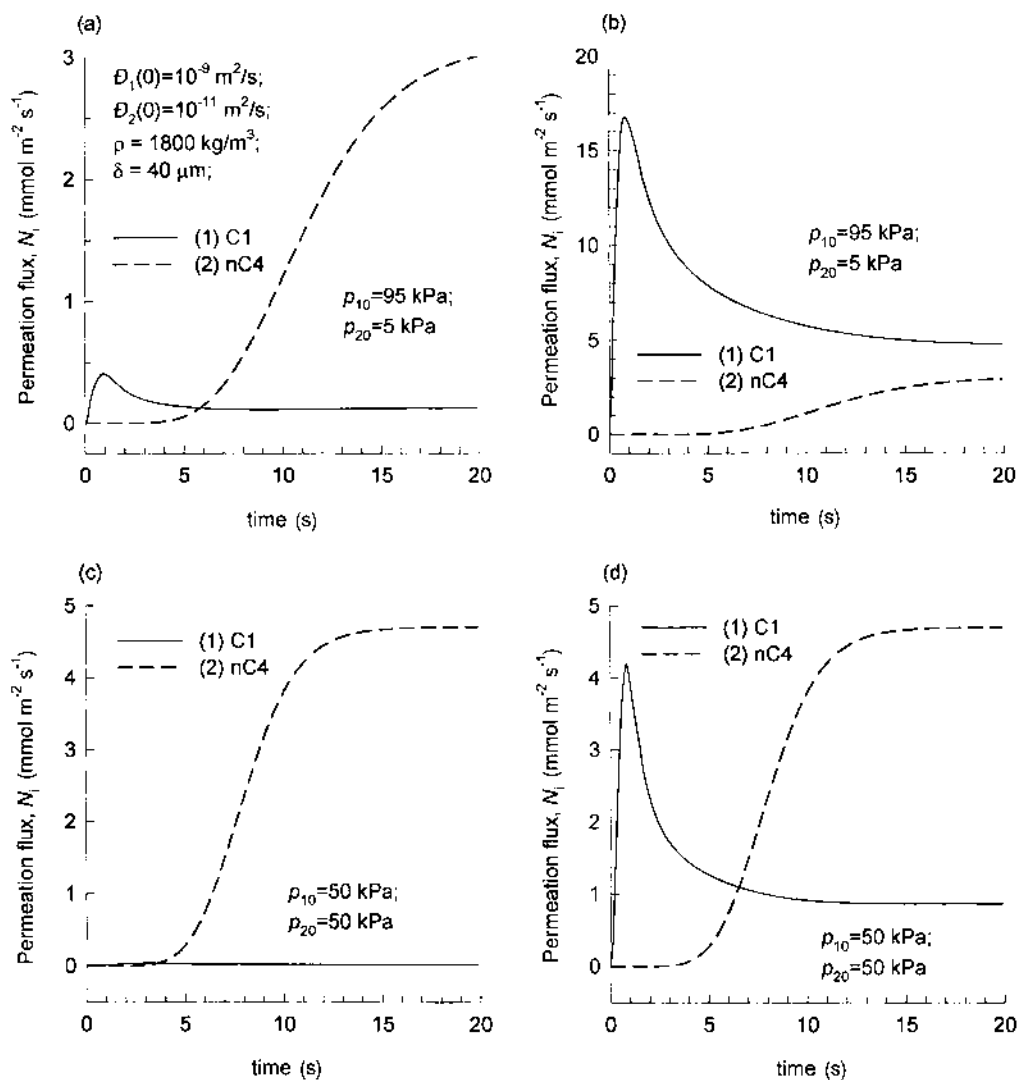 (a)
Permeation flux, Nᵢ (mmol m⁻² s⁻¹)
3
2
1
0
Đ₁(0)=10⁻⁹ m²/s;
Đ₂(0)=10⁻¹¹ m²/s;
ρ = 1800 kg/m³;
δ = 40 μm;
(1) C1
(2) nC4
p₁₀=95 kPa;
p₂₀=5 kPa
0 5 10 15 20
time (s)
(b)
Permeation flux, Nᵢ (mmol m⁻² s⁻¹)
20
15
10
5
0
p₁₀=95 kPa;
p₂₀=5 kPa
(1) C1
(2) nC4
0 5 10 15 20
time (s)
(c)
Permeation flux, Nᵢ (mmol m⁻² s⁻¹)
5
4
3
2
1
0
(1) C1
(2) nC4
p₁₀=50 kPa;
p₂₀=50 kPa
0 5 10 15 20
time (s)
(d)
Permeation flux, Nᵢ (mmol m⁻² s⁻¹)
5
4
3
2
1
0
(1) C1
(2) nC4
p₁₀=50 kPa;
p₂₀=50 kPa
0 5 10 15 20
time (s)